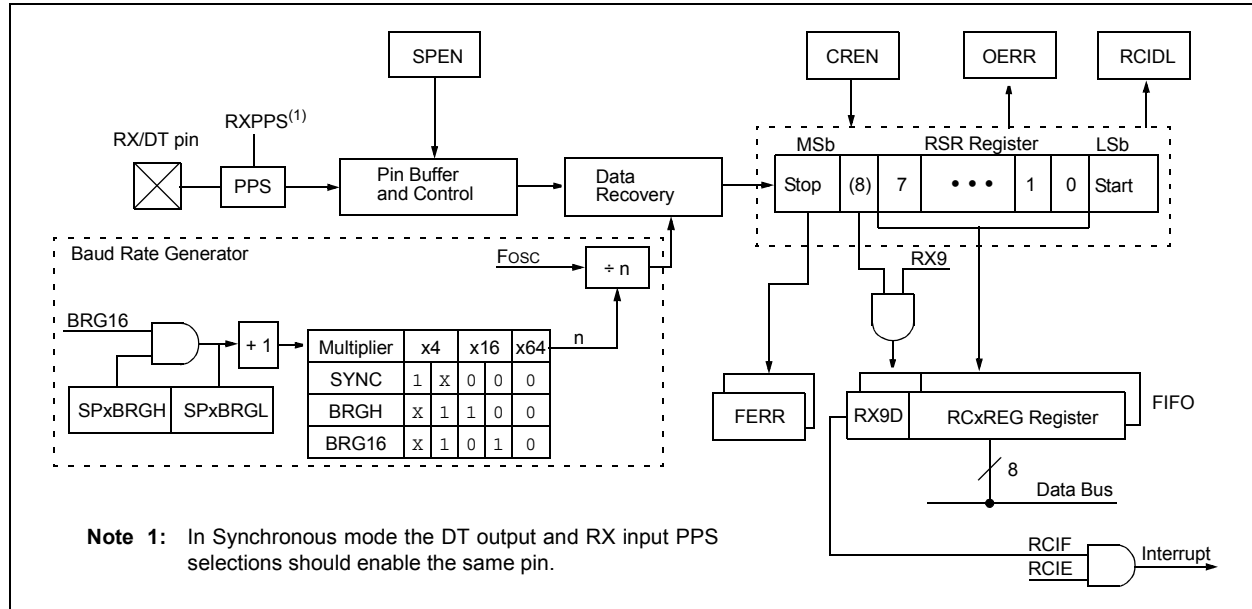 SPEN
CREN
OERR
RCIDL
RXPPS(1)
RX/DT pin
PPS
Pin Buffer
and Control
Data
Recovery
MSb
RSR Register
LSb
Stop (8) 7 • • • 1 0 Start
Baud Rate Generator
FOSC
÷ n
RX9
BRG16
+ 1
n
Multiplier x4 x16 x64
SYNC 1 X 0 0 0
BRGH X 1 1 0 0
BRG16 X 1 0 1 0
SPxBRGH SPxBRGL
FERR
RX9D RCxREG Register
FIFO
8
Data Bus
Note 1: In Synchronous mode the DT output and RX input PPS
selections should enable the same pin.
RCIF
RCIE
Interrupt